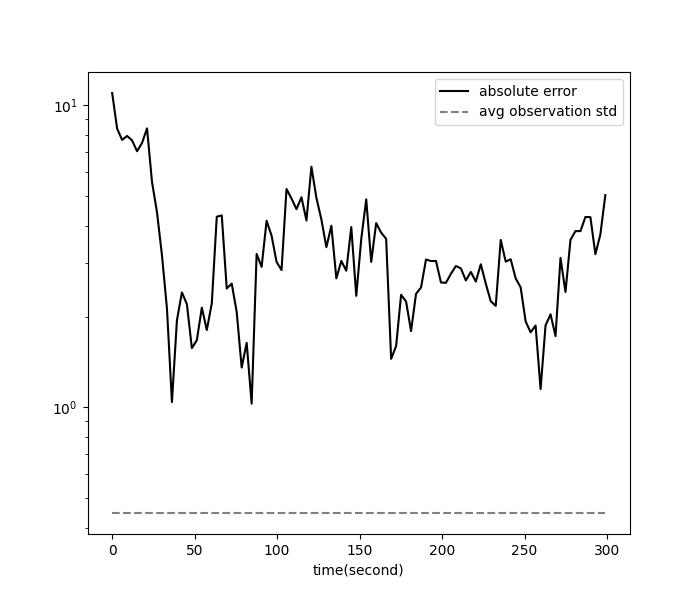 absolute error
avg observation std
10¹
10⁰
0 50 100 150 200 250 300
time(second)